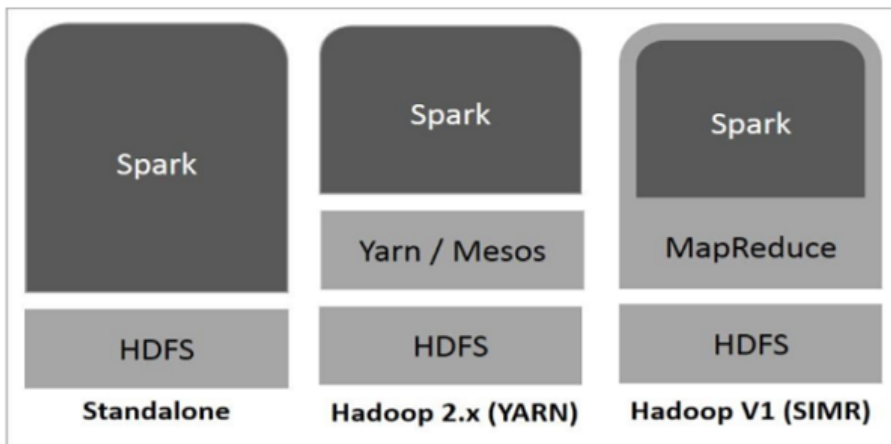 Spark
HDFS
Standalone
Spark
Yarn / Mesos
HDFS
Hadoop 2.x (YARN)
Spark
MapReduce
HDFS
Hadoop V1 (SIMR)